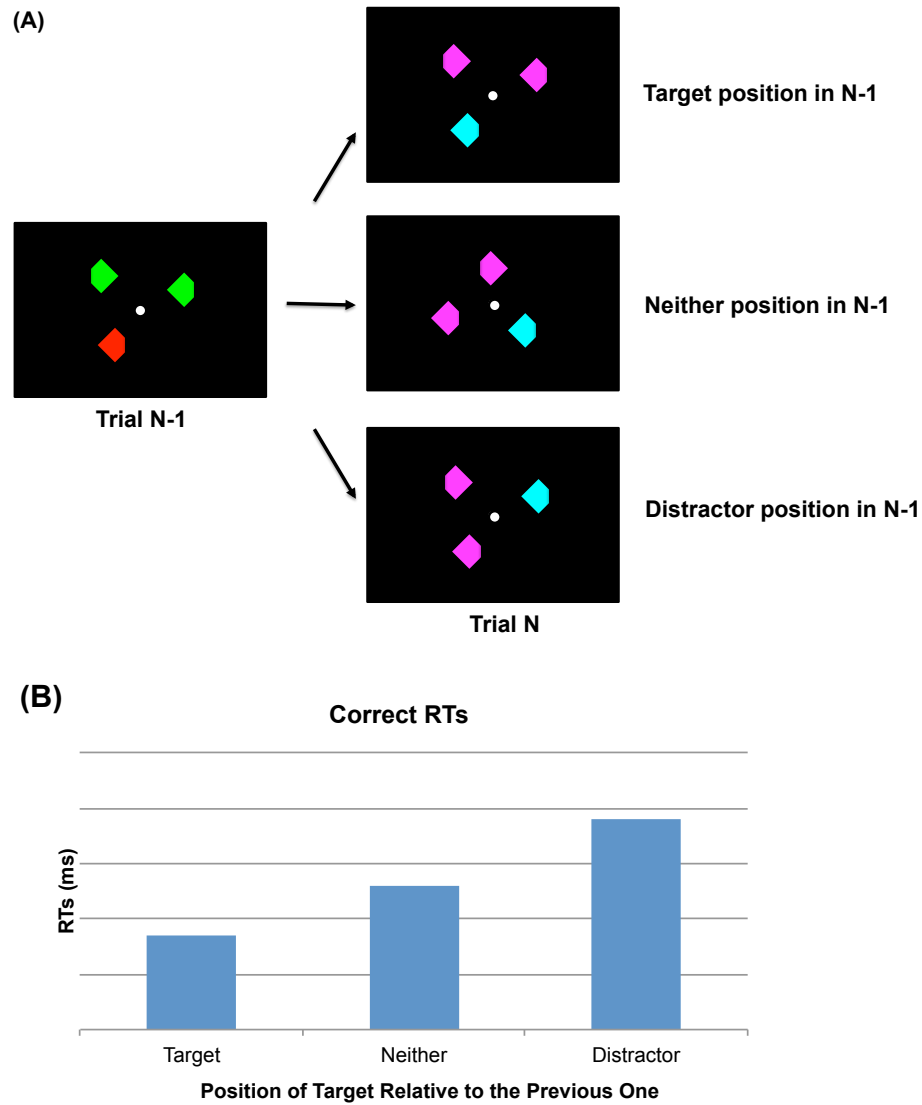 (A)
Target position in N-1
Neither position in N-1
Trial N-1
Distractor position in N-1
Trial N
(B)
Correct RTs
RTs (ms)
Target
Neither
Distractor
Position of Target Relative to the Previous One